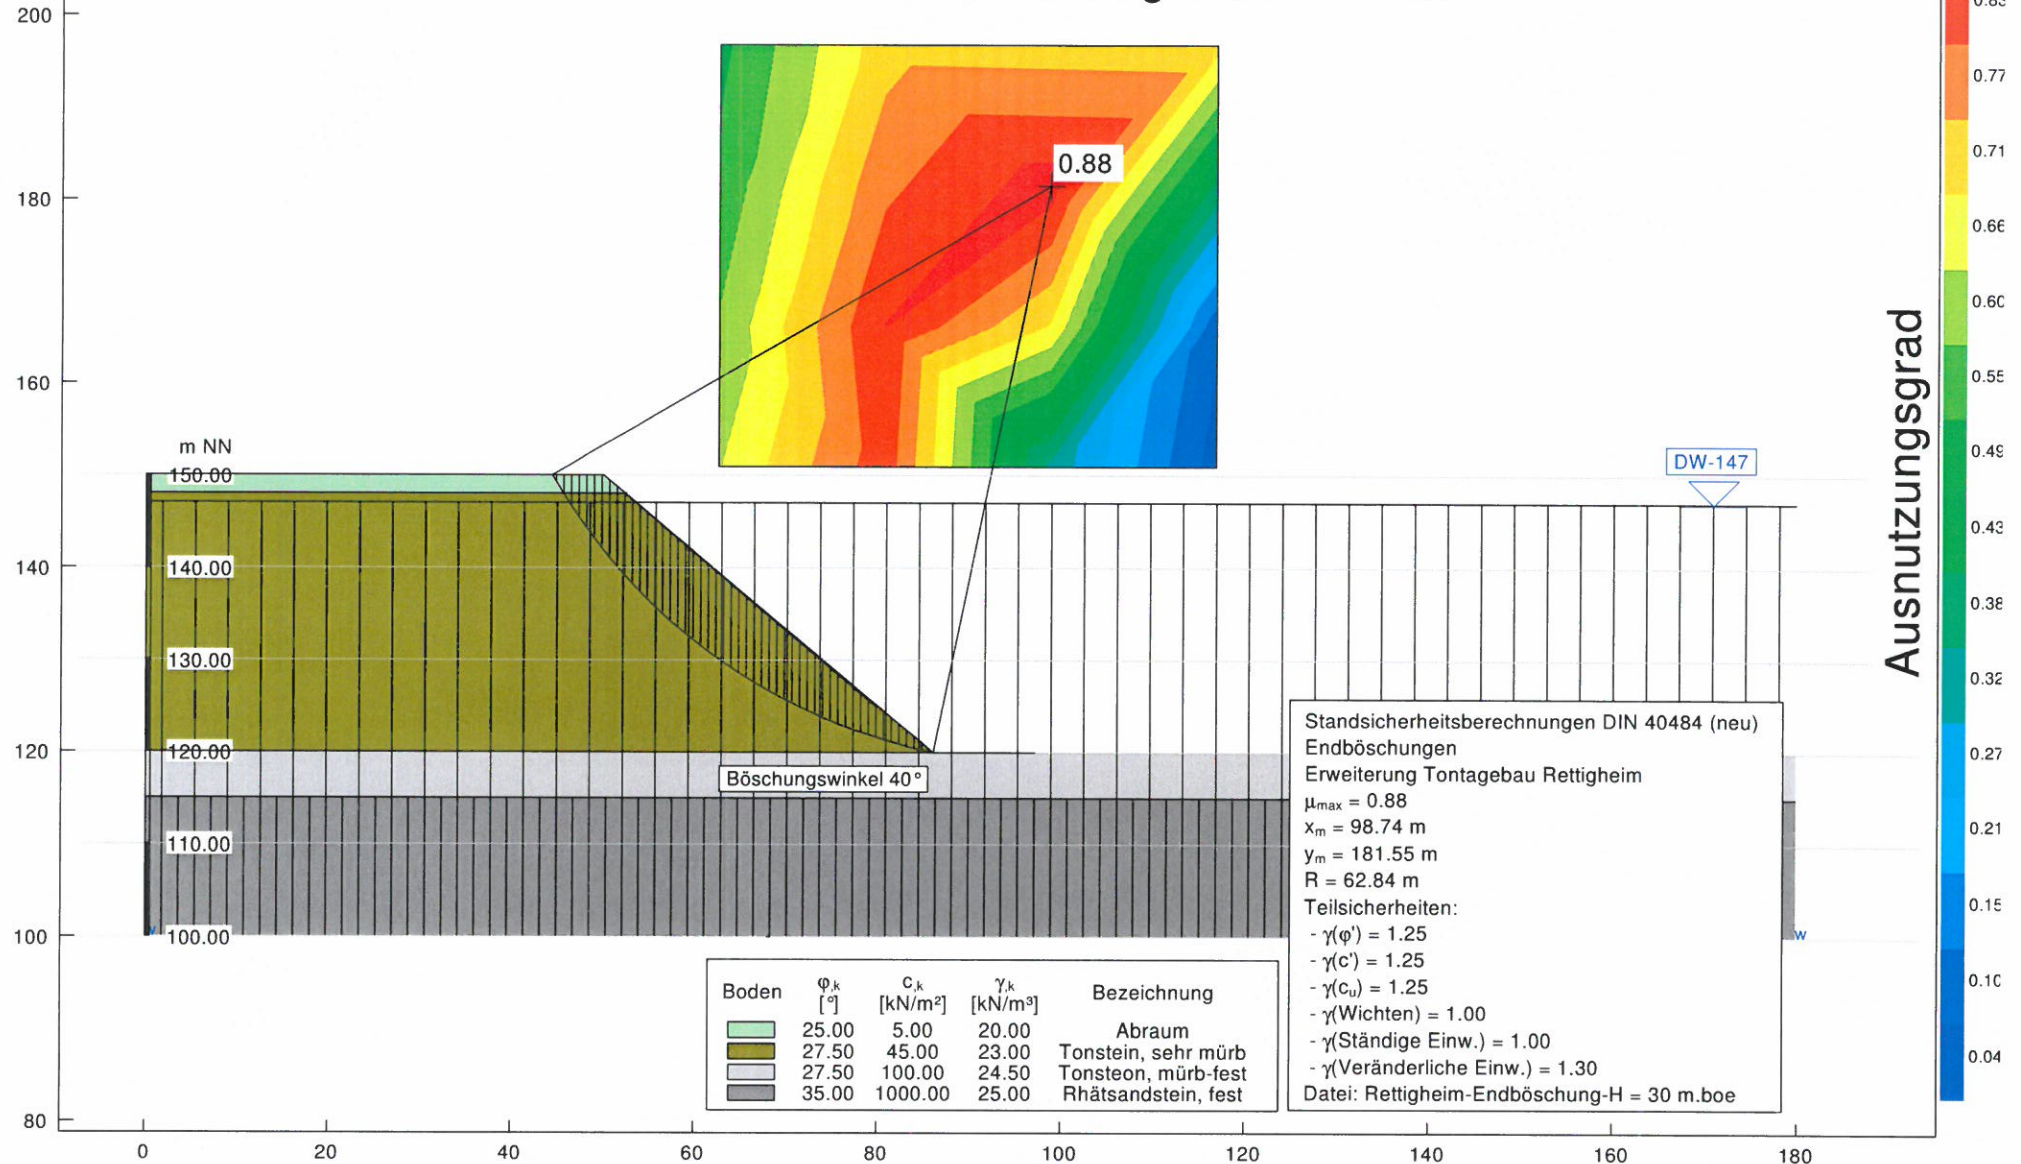 200
180
160
140
120
100
80
0.88
m NN
150.00
140.00
130.00
120.00
110.00
100.00
DW-147
Böschungswinkel 40°
w
Standsicherheitsberechnungen DIN 40484 (neu)
Endböschungen
Erweiterung Tontagebau Rettigheim
μmax = 0.88
xm = 98.74 m
ym = 181.55 m
R = 62.84 m
Teilsicherheiten:
- γ(φ') = 1.25
- γ(c') = 1.25
- γ(cu) = 1.25
- γ(Wichten) = 1.00
- γ(Ständige Einw.) = 1.00
- γ(Veränderliche Einw.) = 1.30
Datei: Rettigheim-Endböschung-H = 30 m.boe
Boden φ,k [°] c,k [kN/m²] γ,k [kN/m³] Bezeichnung
25.00 5.00 20.00 Abraum
27.50 45.00 23.00 Tonstein, sehr mürb
27.50 100.00 24.50 Tonsteon, mürb-fest
35.00 1000.00 25.00 Rhätsandstein, fest
0 20 40 60 80 100 120 140 160 180
Ausnutzungsgrad
0.77
0.71
0.66
0.60
0.55
0.49
0.43
0.38
0.32
0.27
0.21
0.15
0.10
0.04